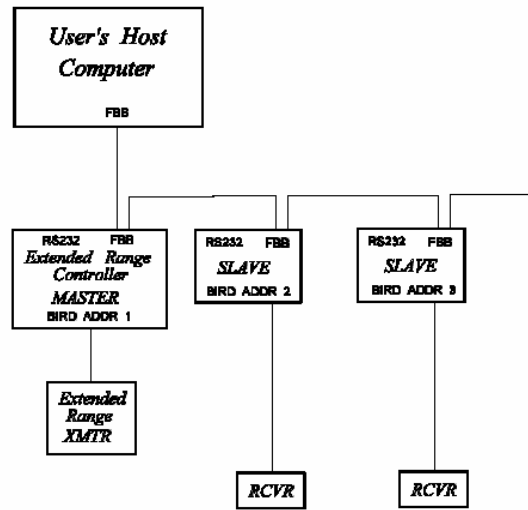 User's Host
Computer
FBB
RS232 FBB
Extended Range
Controller
MASTER
BIRD ADDR 1
RS232 FBB
SLAVE
BIRD ADDR 2
RS232 FBB
SLAVE
BIRD ADDR 3
Extended
Range
XMTR
RCVR
RCVR